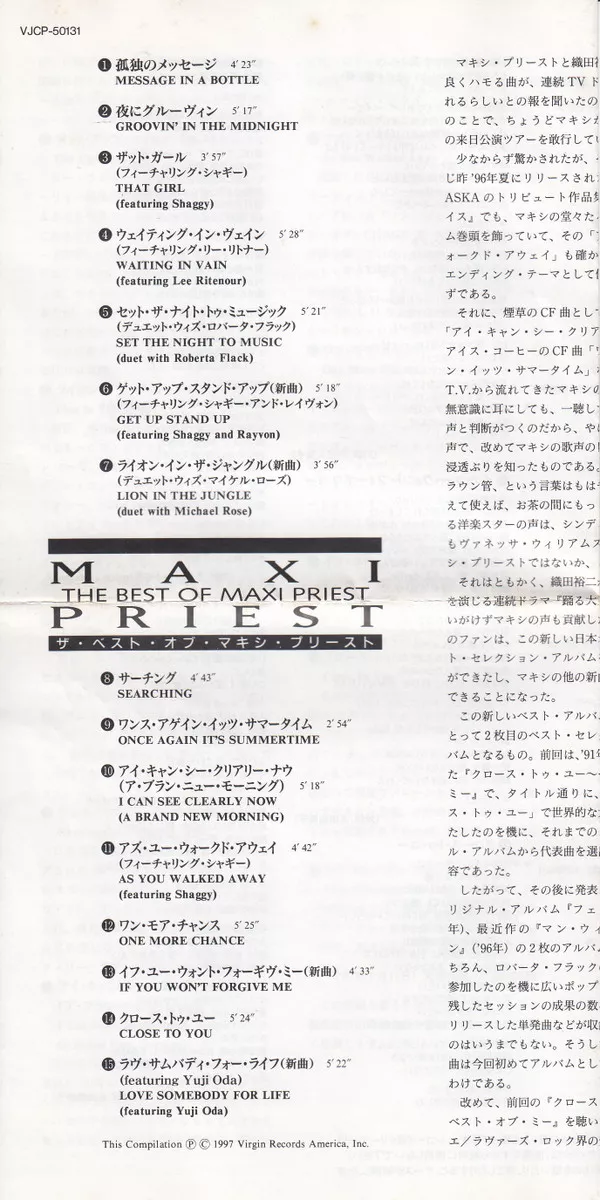 VJCP-50131
❶ 孤独のメッセージ 4′23″
MESSAGE IN A BOTTLE
❷ 夜にグルーヴィン 5′17″
GROOVIN' IN THE MIDNIGHT
❸ ザット・ガール 3′57″
(フィーチャリング・シャギー)
THAT GIRL
(featuring Shaggy)
❹ ウェイティング・イン・ヴェイン 5′28″
(フィーチャリング・リー・リトナー)
WAITING IN VAIN
(featuring Lee Ritenour)
❺ セット・ザ・ナイト・トゥ・ミュージック 5′21″
(デュエット・ウィズ・ロバータ・フラック)
SET THE NIGHT TO MUSIC
(duet with Roberta Flack)
❻ ゲット・アップ・スタンド・アップ(新曲) 5′18″
(フィーチャリング・シャギー・アンド・レイヴォン)
GET UP STAND UP
(featuring Shaggy and Rayvon)
❼ ライオン・イン・ザ・ジャングル(新曲) 3′56″
(デュエット・ウィズ・マイケル・ローズ)
LION IN THE JUNGLE
(duet with Michael Rose)
MAXI
THE BEST OF MAXI PRIEST
PRIEST
ザ・ベスト・オブ・マキシ・プリースト
❽ サーチング 4′43″
SEARCHING
❾ ワンス・アゲイン・イッツ・サマータイム 2′54″
ONCE AGAIN IT'S SUMMERTIME
❿ アイ・キャン・シー・クリアリー・ナウ
(ア・ブラン・ニュー・モーニング) 5′18″
I CAN SEE CLEARLY NOW
(A BRAND NEW MORNING)
⓫ アズ・ユー・ウォークド・アウェイ 4′42″
(フィーチャリング・シャギー)
AS YOU WALKED AWAY
(featuring Shaggy)
⓬ ワン・モア・チャンス 5′25″
ONE MORE CHANCE
⓭ イフ・ユー・ウォント・フォーギヴ・ミー(新曲) 4′33″
IF YOU WON'T FORGIVE ME
⓮ クロース・トゥ・ユー 5′24″
CLOSE TO YOU
⓯ ラヴ・サムバディ・フォー・ライフ(新曲) 5′22″
(featuring Yuji Oda)
LOVE SOMEBODY FOR LIFE
(featuring Yuji Oda)
This Compilation Ⓟ Ⓒ 1997 Virgin Records America, Inc.
マキシ・プリーストと織田裕
良くハモる曲が、連続TVド
れるらしいとの報を聞いたの
のことで、ちょうどマキシが
の来日公演ツアーを敢行してい
少なからず驚かされたが、
じ昨'96年夏にリリースされ
ASKAのトリビュート作品集
イス』でも、マキシの堂々た
ム巻頭を飾っていて、その「
ォークド・アウェイ」も確か
エンディング・テーマとして
ずである。
それに、煙草のCF曲として
「アイ・キャン・シー・クリア
アイス・コーヒーのCF曲「
ン・イッツ・サマータイム」
T.V.から流れてきたマキシの
無意識に耳にしても、一聴して
声と判断がつくのだから、やは
声で、改めてマキシの歌声の
浸透ぶりを知ったものである。
ラウン管、という言葉はもは
えて使えば、お茶の間にもっ
る洋楽スターの声は、シンデ
もヴァネッサ・ウィリアムス
シ・プリーストではないか、
それはともかく、織田裕二が
を演じる連続ドラマ『踊る大
いがけずマキシの声も貢献し
のファンは、この新しい日本
ト・セレクション・アルバム
ができたし、マキシの他の新曲
できることになった。
この新しいベスト・アルバム
とって2枚目のベスト・セレ
バムとなるもの。前回は、'91年
た『クロース・トゥ・ユー〜
ミー』で、タイトル通りに、
ス・トゥ・ユー」で世界的な
たしたのを機に、それまでの
ル・アルバムから代表曲を選
容であった。
したがって、その後に発表
リジナル・アルバム『フェ
年)、最近作の『マン・ウィ
ン』('96年) の2枚のアルバム
ちろん、ロバータ・フラック
参加したのを機に広いポップ
残したセッションの成果の数
リリースした単発曲などが収
のはいうまでもない。そうし
曲は今回初めてアルバムとし
わけである。
改めて、前回の『クロース
ベスト・オブ・ミー』を聴い
エ／ラヴァーズ・ロック界の